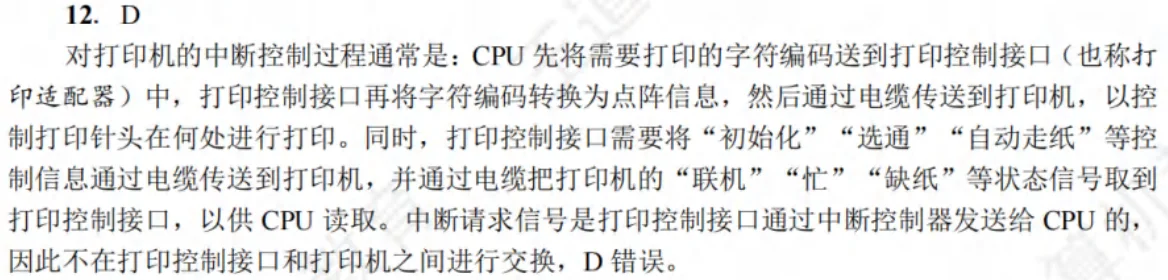 12. D
对打印机的中断控制过程通常是：CPU 先将需要打印的字符编码送到打印控制接口（也称打
印适配器）中，打印控制接口再将字符编码转换为点阵信息，然后通过电缆传送到打印机，以控
制打印针头在何处进行打印。同时，打印控制接口需要将“初始化”“选通”“自动走纸”等控
制信息通过电缆传送到打印机，并通过电缆把打印机的“联机”“忙”“缺纸”等状态信号取到
打印控制接口，以供 CPU 读取。中断请求信号是打印控制接口通过中断控制器发送给 CPU 的，
因此不在打印控制接口和打印机之间进行交换，D 错误。